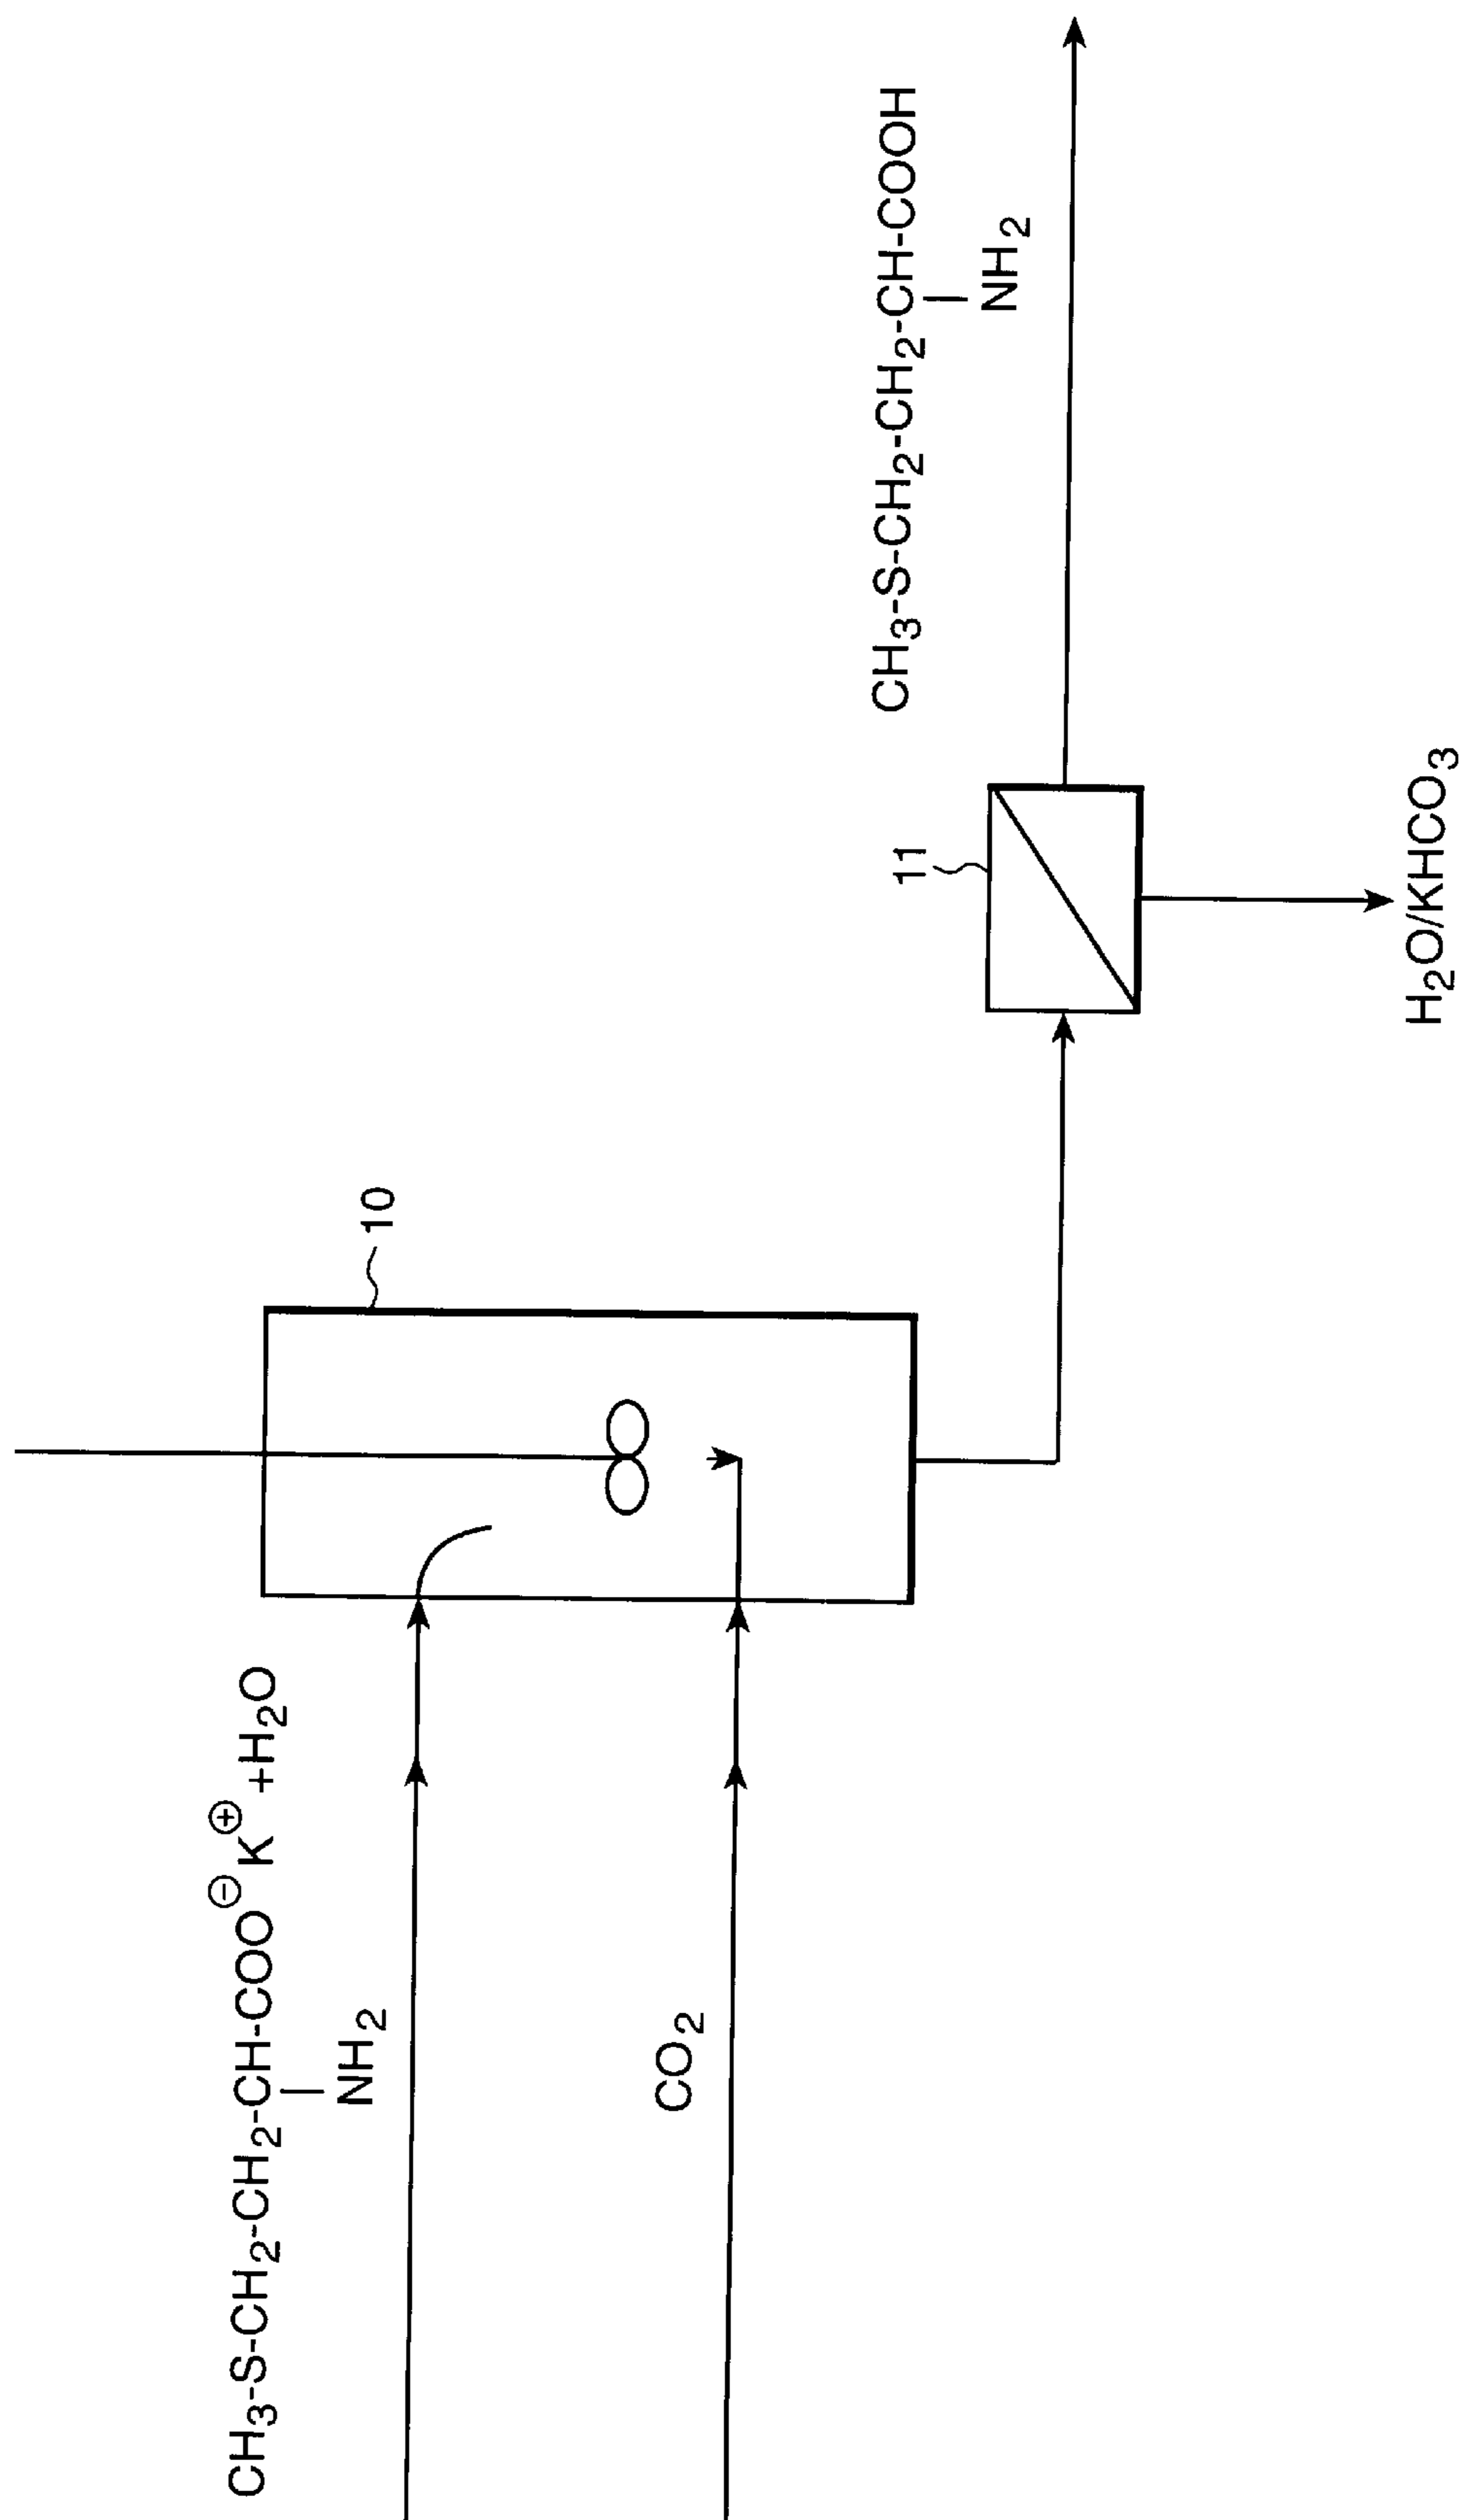 CH3-S-CH2-CH2-CH-COO⊖K⊕+H2O
NH2
CO2
10
11
CH3-S-CH2-CH2-CH-COOH
NH2
H2O/KHCO3